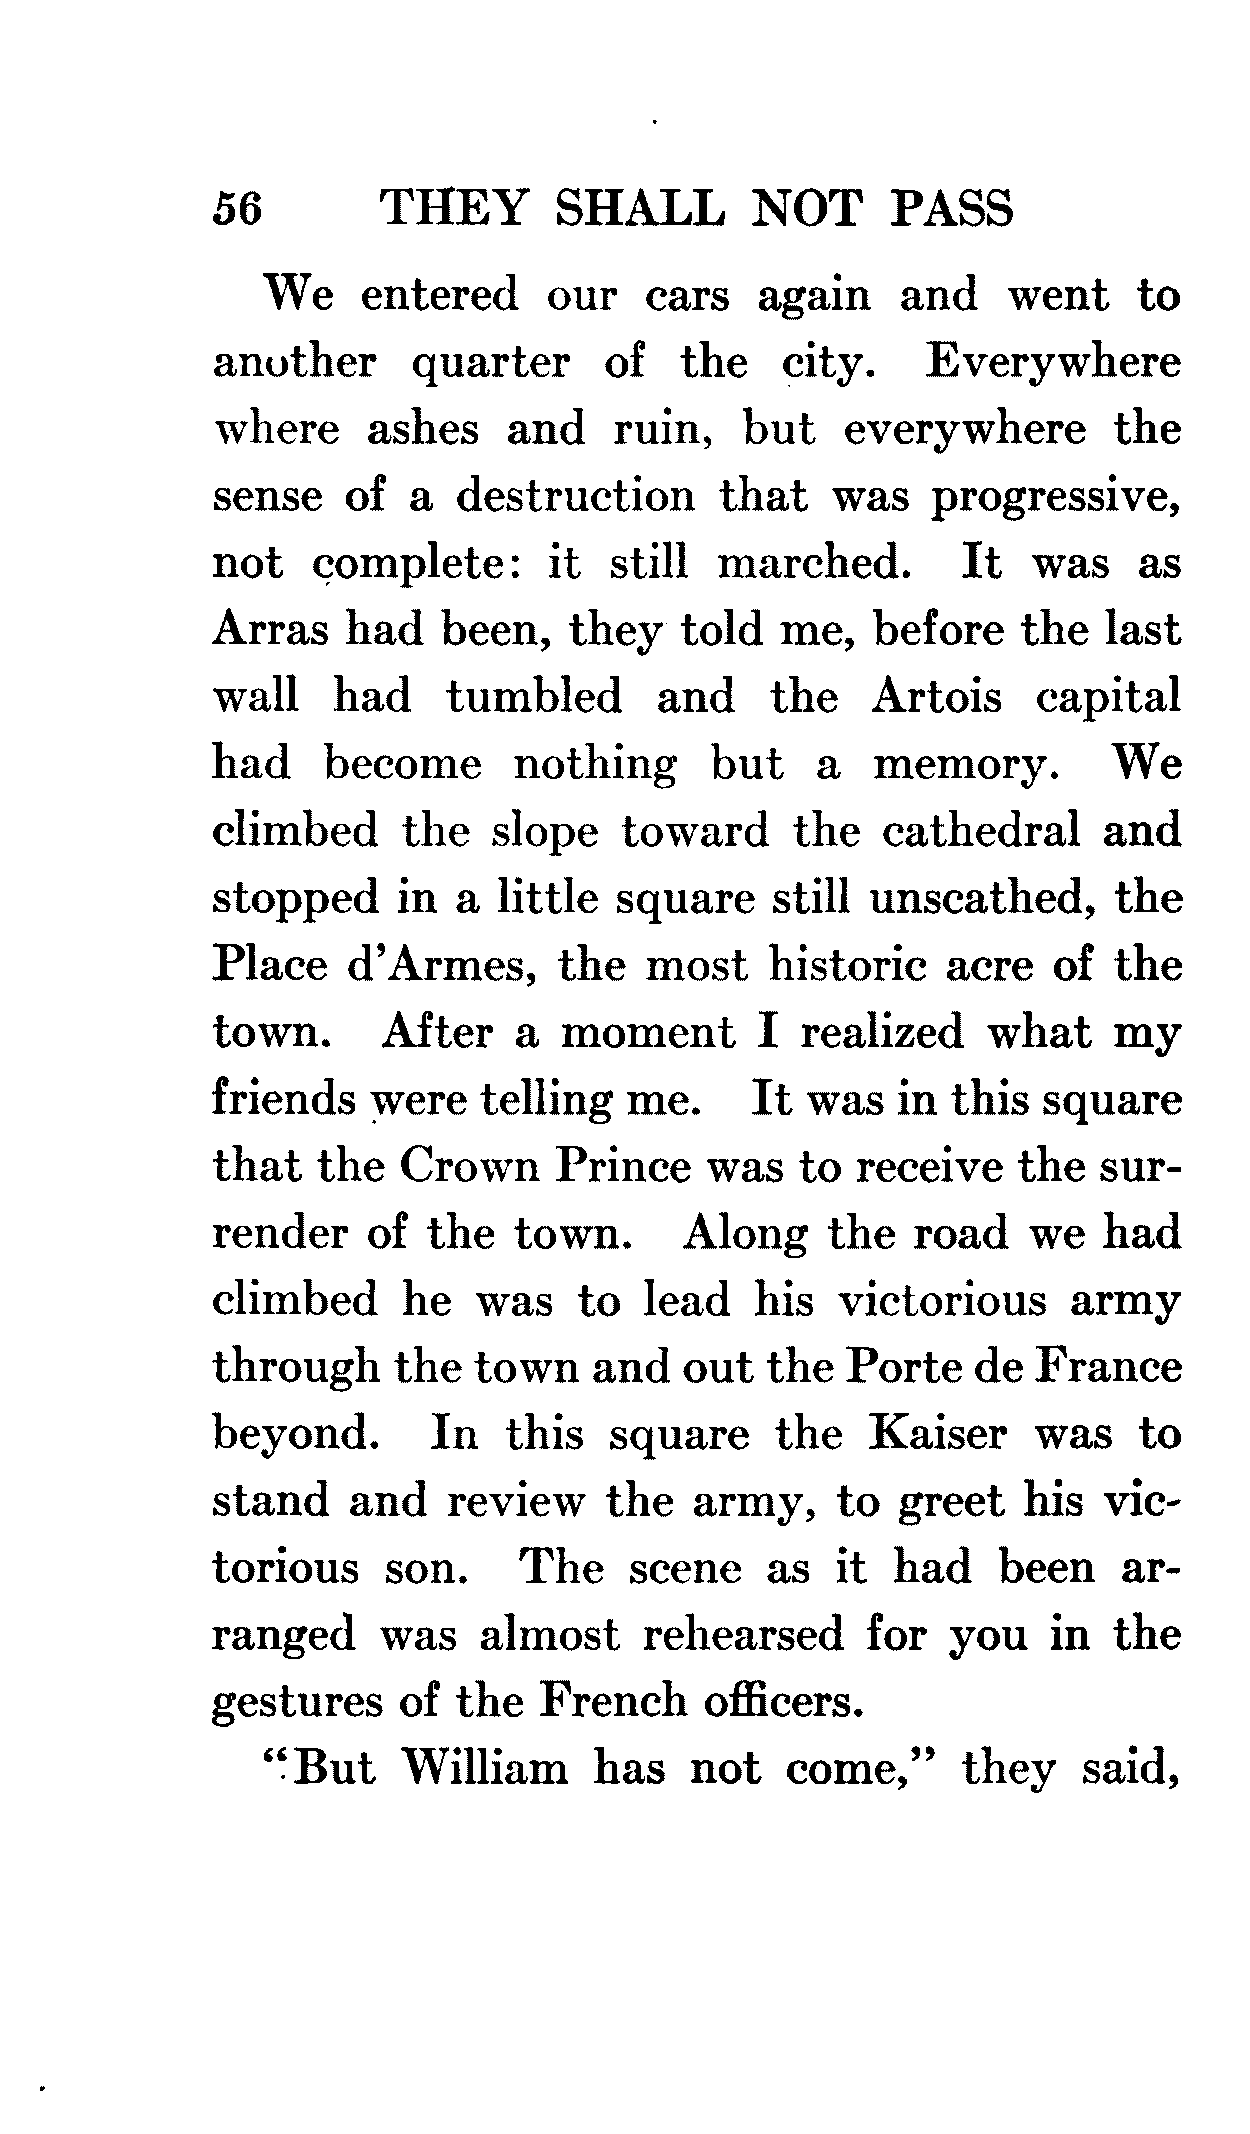 56 THEY SHALL NOT PASS
We entered our cars again and went to
another quarter of the city. Everywhere
where ashes and ruin, but everywhere the
sense of a destruction that was progressive,
not complete: it still marched. It was as
Arras had been, they told me, before the last
wall had tumbled and the Artois capital
had become nothing but a memory. We
climbed the slope toward the cathedral and
stopped in a little square still unscathed, the
Place d'Armes, the most historic acre of the
town. After a moment I realized what my
friends were telling me. It was in this square
that the Crown Prince was to receive the sur-
render of the town. Along the road we had
climbed he was to lead his victorious army
through the town and out the Porte de France
beyond. In this square the Kaiser was to
stand and review the army, to greet his vic-
torious son. The scene as it had been ar-
ranged was almost rehearsed for you in the
gestures of the French officers.
"But William has not come," they said,